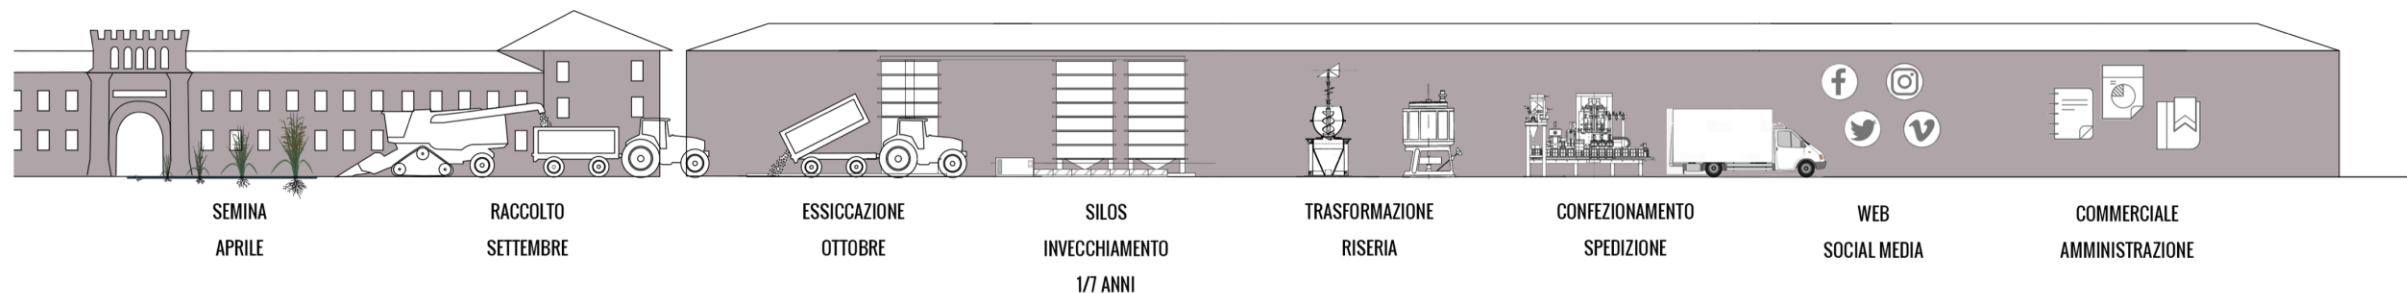 SEMINA
APRILE
RACCOLTO
SETTEMBRE
ESSICCAZIONE
OTTOBRE
SILOS
INVECCHIAMENTO
1/7 ANNI
TRASFORMAZIONE
RISERIA
CONFEZIONAMENTO
SPEDIZIONE
WEB
SOCIAL MEDIA
COMMERCIALE
AMMINISTRAZIONE